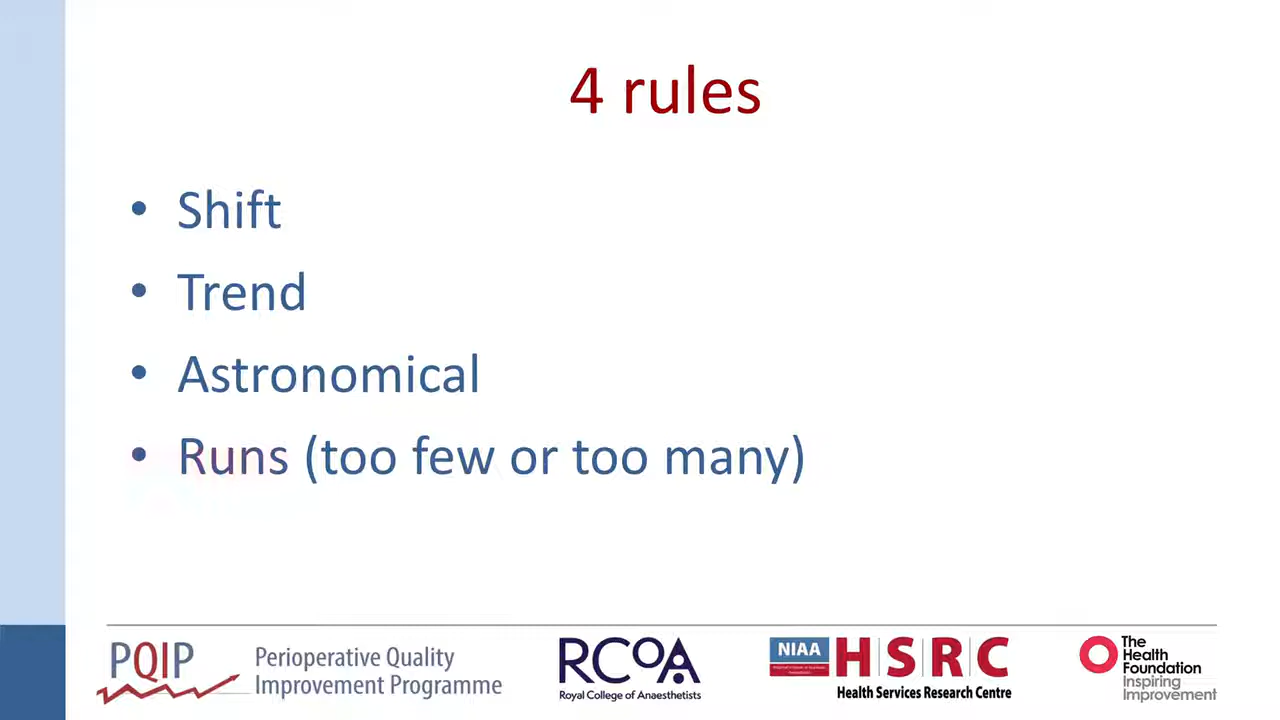 4 rules
• Shift
• Trend
• Astronomical
• Runs (too few or too many)
PQIP
Perioperative Quality
Improvement Programme
RCOA
Royal College of Anaesthetists
NIAA
HSRC
Health Services Research Centre
The
Health
Foundation
Inspiring
Improvement